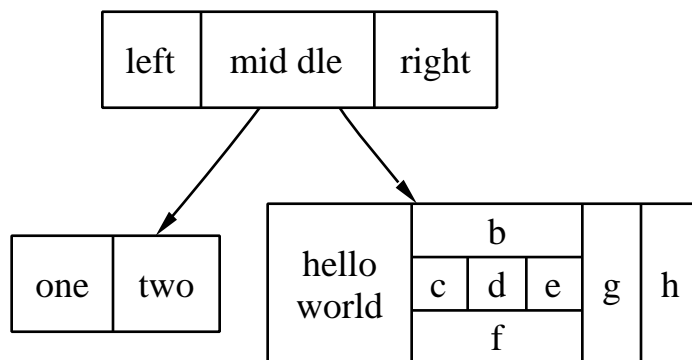 left mid dle right
one two
hello
world
b
c d e
f
g h